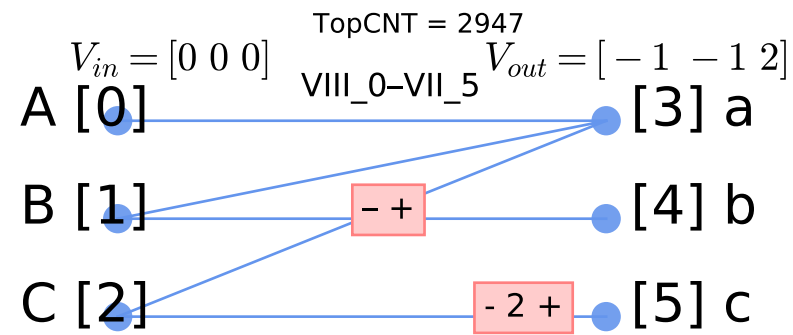 TopCNT = 2947
V_in = [0 0 0]
V_out = [−1 −1 2]
VIII_0–VII_5
A [0]
[3] a
B [1]
– +
[4] b
C [2]
- 2 +
[5] c